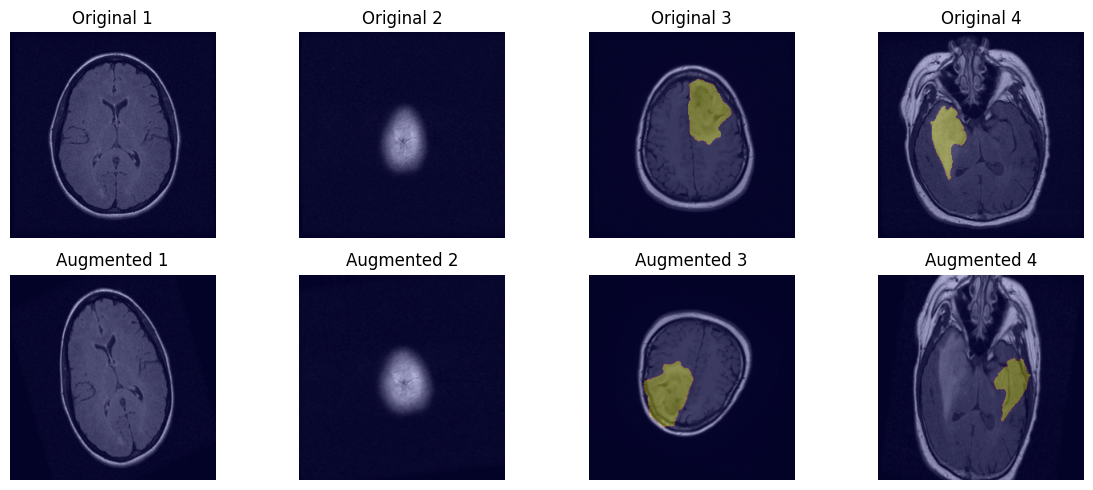 Original 1
Original 2
Original 3
Original 4
Augmented 1
Augmented 2
Augmented 3
Augmented 4